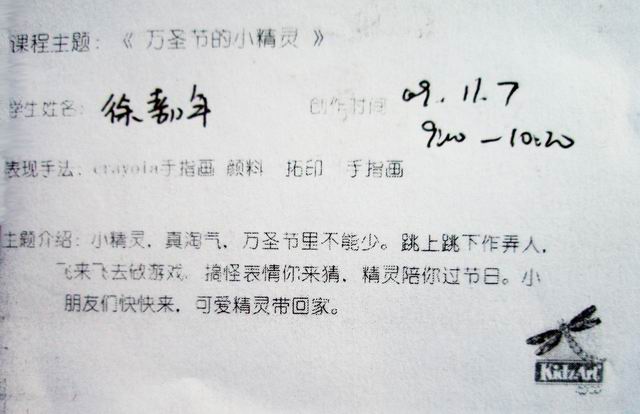 课程主题：《 万圣节的小精灵 》
学生姓名：徐嘉年 创作时间 09. 11. 7
9:20 — 10:20
表现手法：crayola手指画 颜料 拓印 手指画
主题介绍：小精灵，真淘气，万圣节里不能少。跳上跳下作弄人，
飞来飞去做游戏，搞怪表情你来猜，精灵陪你过节日。小
朋友们快快来，可爱精灵带回家。
KidzArt